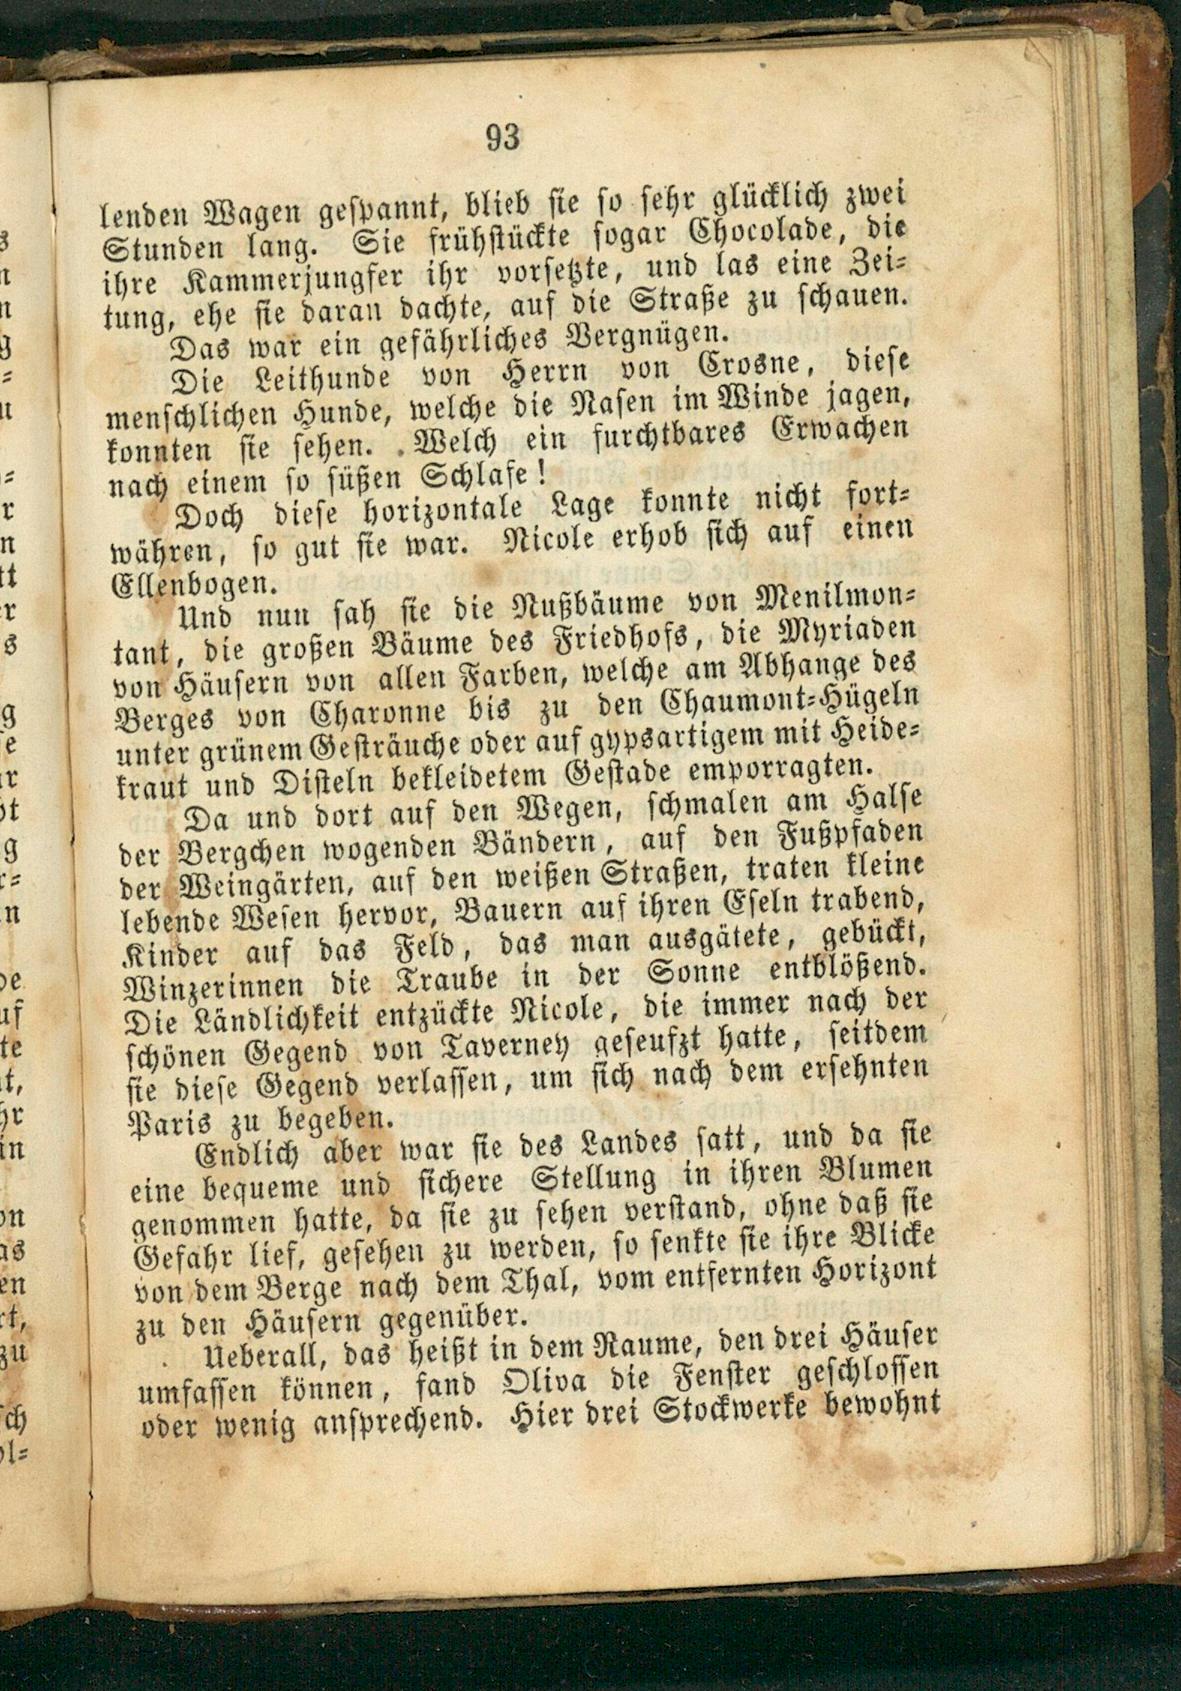 93
lenden Wagen gespannt, blieb sie so sehr glücklich zwei
Stunden lang. Sie frühstückte sogar Chocolade, die
ihre Kammerjungfer ihr vorsetzte, und las eine Zei=
tung, ehe sie daran dachte, auf die Straße zu schauen.
Das war ein gefährliches Vergnügen.
Die Leithunde von Herrn von Crosne, diese
menschlichen Hunde, welche die Nasen im Winde jagen,
konnten sie sehen. Welch ein furchtbares Erwachen
nach einem so süßen Schlafe!
Doch diese horizontale Lage konnte nicht fort=
währen, so gut sie war. Nicole erhob sich auf einen
Ellenbogen.
Und nun sah sie die Nußbäume von Menilmon=
tant, die großen Bäume des Friedhofs, die Myriaden
von Häusern von allen Farben, welche am Abhange des
Berges von Charonne bis zu den Chaumont=Hügeln
unter grünem Gesträuche oder auf gypsartigem mit Heide=
kraut und Disteln bekleidetem Gestade emporragten.
Da und dort auf den Wegen, schmalen am Halse
der Bergchen wogenden Bändern, auf den Fußpfaden
der Weingärten, auf den weißen Straßen, traten kleine
lebende Wesen hervor, Bauern auf ihren Eseln trabend,
Kinder auf das Feld, das man ausgätete, gebückt,
Winzerinnen die Traube in der Sonne entblößend.
Die Ländlichkeit entzückte Nicole, die immer nach der
schönen Gegend von Taverney geseufzt hatte, seitdem
sie diese Gegend verlassen, um sich nach dem ersehnten
Paris zu begeben.
Endlich aber war sie des Landes satt, und da sie
eine bequeme und sichere Stellung in ihren Blumen
genommen hatte, da sie zu sehen verstand, ohne daß sie
Gefahr lief, gesehen zu werden, so senkte sie ihre Blicke
von dem Berge nach dem Thal, vom entfernten Horizont
zu den Häusern gegenüber.
Ueberall, das heißt in dem Raume, den drei Häuser
umfassen können, fand Oliva die Fenster geschlossen
oder wenig ansprechend. Hier drei Stockwerke bewohnt